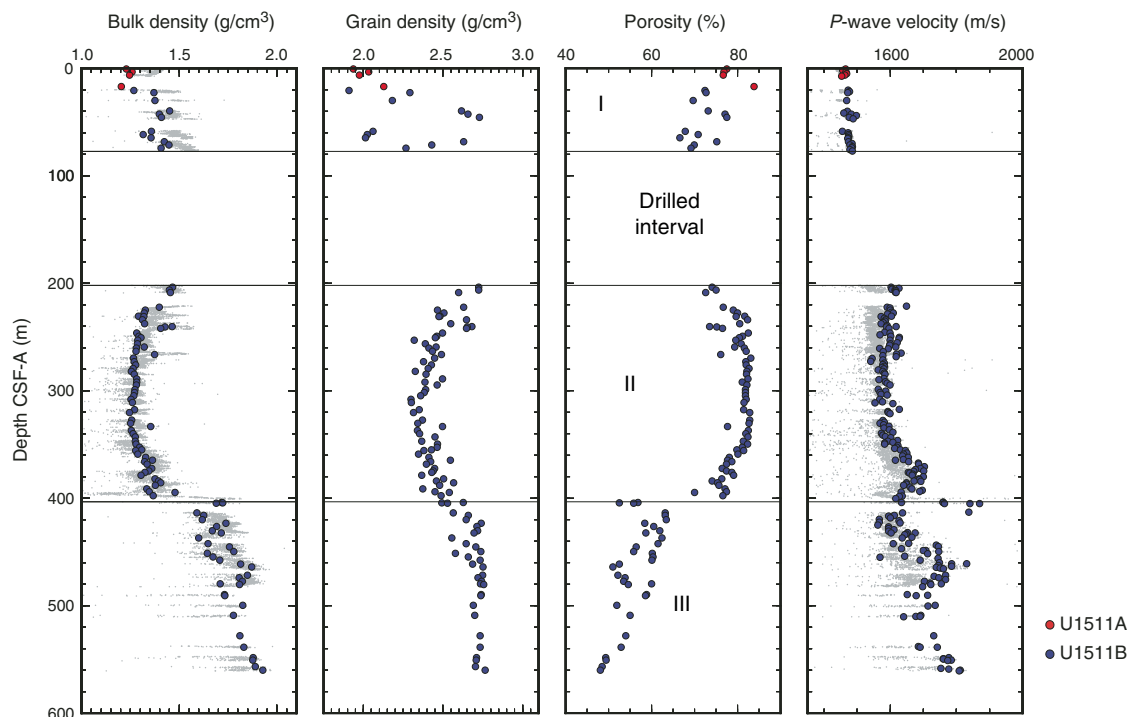 Bulk density (g/cm³)
Grain density (g/cm³)
Porosity (%)
P-wave velocity (m/s)
1.0 1.5 2.0
2.0 2.5 3.0
40 60 80
1600 2000
0
100
200
300
400
500
600
Depth CSF-A (m)
I
Drilled
interval
II
III
U1511A
U1511B